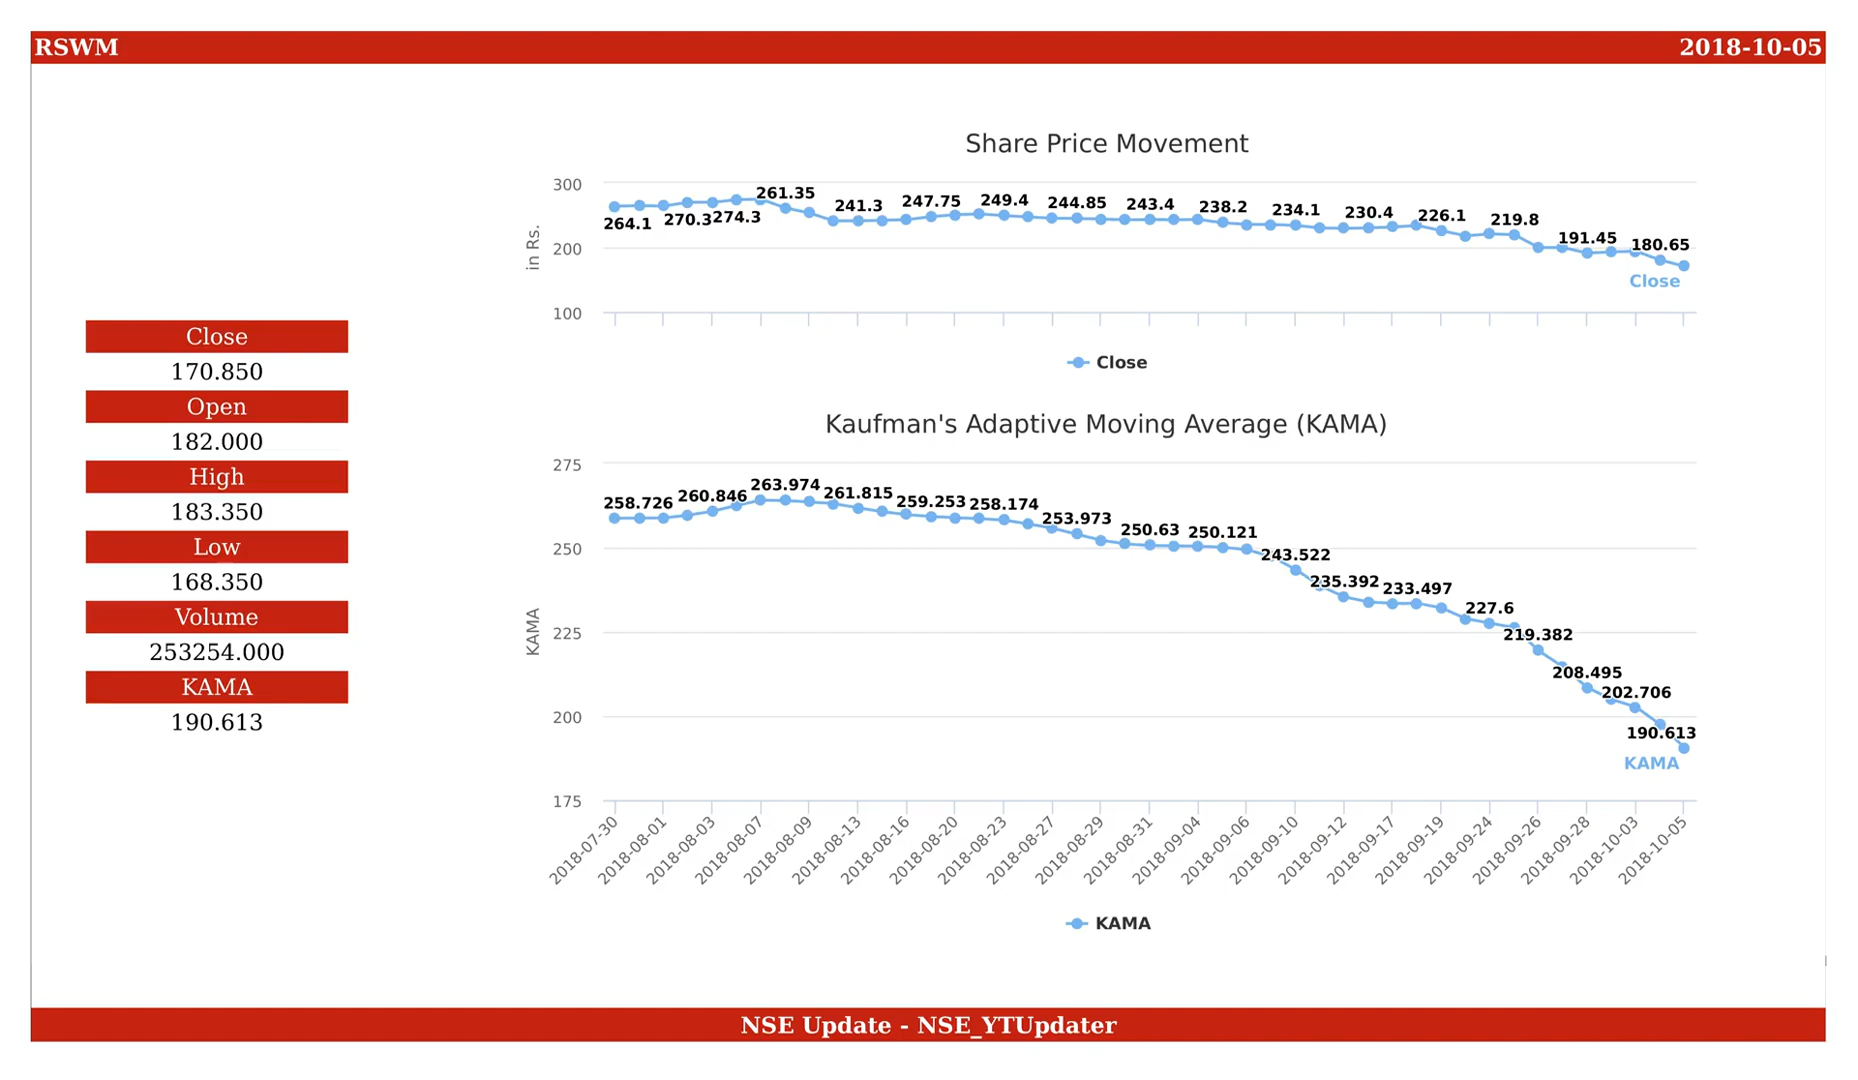 RSWM
2018-10-05
Close
170.850
Open
182.000
High
183.350
Low
168.350
Volume
253254.000
KAMA
190.613
Share Price Movement
in Rs.
300
200
100
264.1 270.3 274.3 261.35 241.3 247.75 249.4 244.85 243.4 238.2 234.1 230.4 226.1 219.8 191.45 180.65
Close
Close
Kaufman's Adaptive Moving Average (KAMA)
KAMA
275
250
225
200
175
258.726 260.846 263.974 261.815 259.253 258.174 253.973 250.63 250.121 243.522 235.392 233.497 227.6 219.382 208.495 202.706 190.613
KAMA
2018-07-30 2018-08-01 2018-08-03 2018-08-07 2018-08-09 2018-08-13 2018-08-16 2018-08-20 2018-08-23 2018-08-27 2018-08-29 2018-08-31 2018-09-04 2018-09-06 2018-09-10 2018-09-12 2018-09-17 2018-09-19 2018-09-24 2018-09-26 2018-09-28 2018-10-03 2018-10-05
KAMA
NSE Update - NSE_YTUpdater